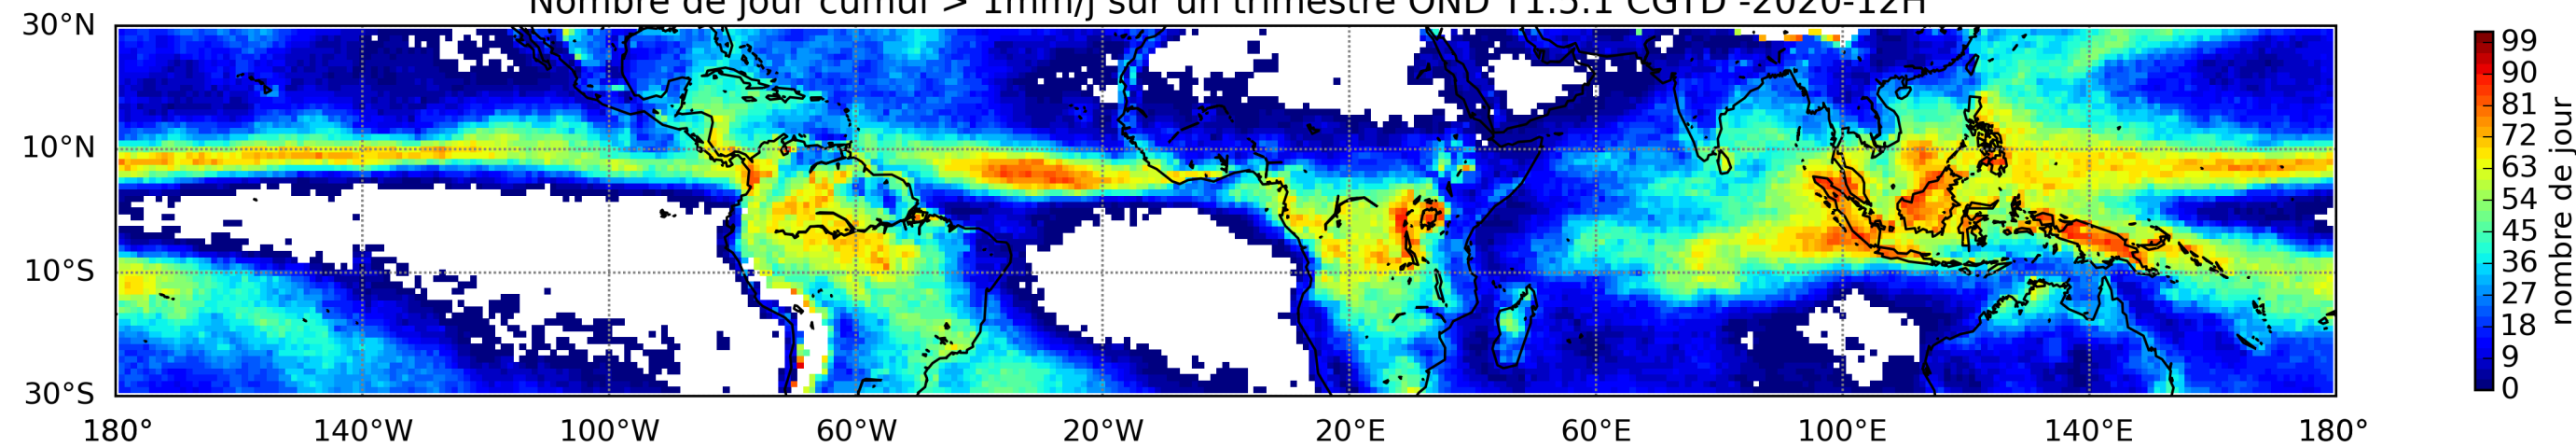 Nombre de jour cumul > 1mm/j sur un trimestre OND T1.5.1 CGTD -2020-12H
30°N
10°N
10°S
30°S
180°
140°W
100°W
60°W
20°W
20°E
60°E
100°E
140°E
180°
99
90
81
72
63
54
45
36
27
18
9
0
nombre de jour